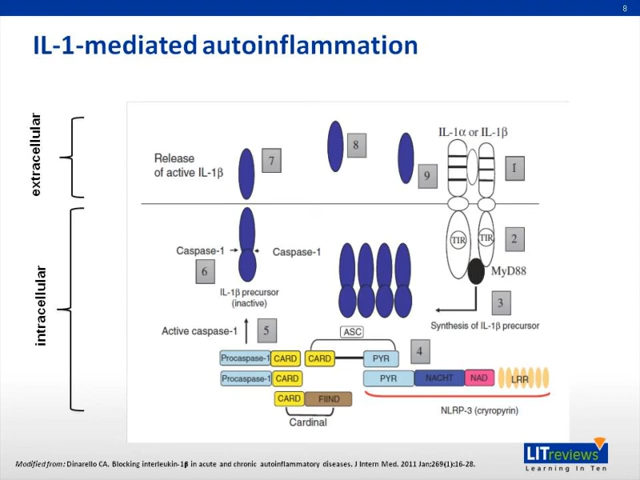 8
IL-1-mediated autoinflammation
extracellular
intracellular
Release
of active IL-1β
7
8
9
IL-1α or IL-1β
1
TIR
TIR
2
MyD88
3
Synthesis of IL-1β precursor
Caspase-1
Caspase-1
6
IL-1β precursor
(inactive)
Active caspase-1
5
ASC
4
Procaspase-1 CARD
CARD
PYR
Procaspase-1 CARD
PYR
NACHT
NAD
LRR
CARD
FIIND
Cardinal
NLRP-3 (cryopyrin)
Modified from: Dinarello CA. Blocking interleukin-1β in acute and chronic autoinflammatory diseases. J Intern Med. 2011 Jan;269(1):16-28.
LITreviews
Learning In Ten